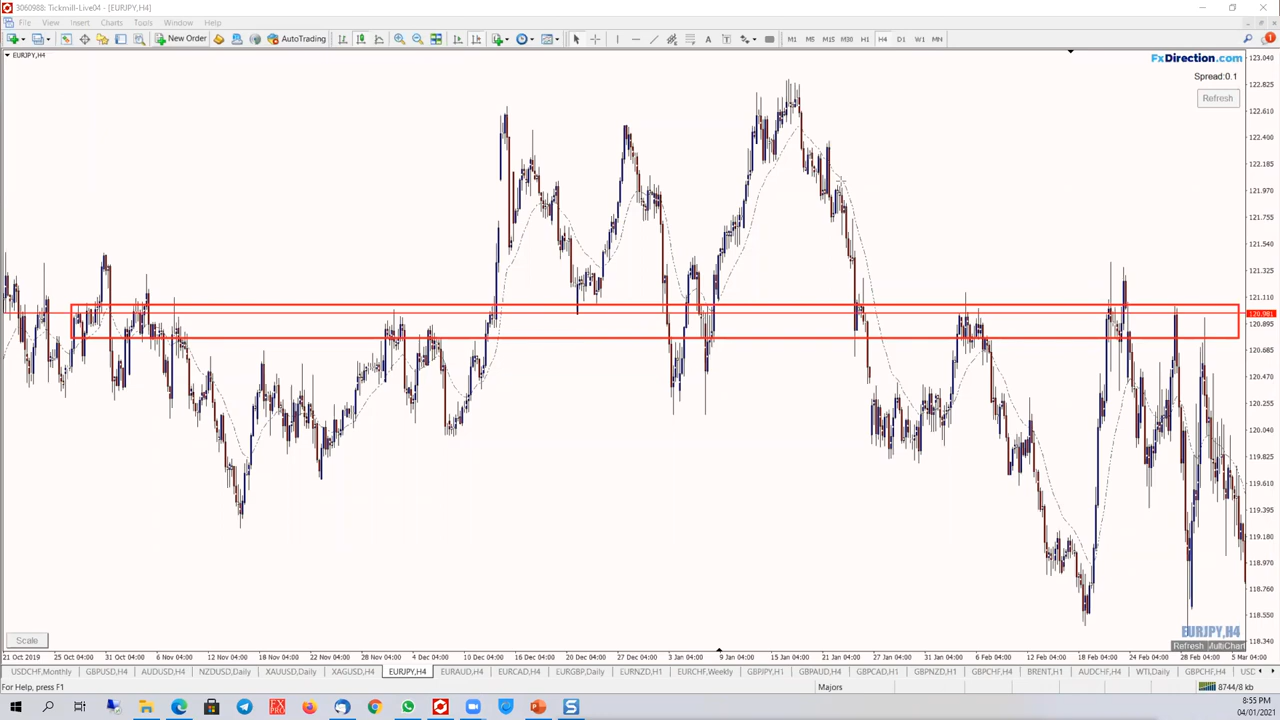 3060988: Tickmill-Live04 - [EURJPY,H4]
File View Insert Charts Tools Window Help
New Order AutoTrading A T M1 M5 M15 M30 H1 H4 D1 W1 MN 1
EURJPY,H4
FxDirection.com
Spread:0.1
Refresh
123.040
122.825
122.610
122.400
122.185
121.970
121.755
121.540
121.325
121.110
120.981
120.895
120.685
120.470
120.255
120.040
119.825
119.610
119.395
119.180
118.970
118.760
118.550
118.340
EURJPY,H4
Scale
Refresh MultiChart
21 Oct 2019 25 Oct 04:00 31 Oct 04:00 6 Nov 04:00 12 Nov 04:00 18 Nov 04:00 22 Nov 04:00 28 Nov 04:00 4 Dec 04:00 10 Dec 04:00 16 Dec 04:00 20 Dec 04:00 27 Dec 04:00 3 Jan 04:00 9 Jan 04:00 15 Jan 04:00 21 Jan 04:00 27 Jan 04:00 31 Jan 04:00 6 Feb 04:00 12 Feb 04:00 18 Feb 04:00 24 Feb 04:00 28 Feb 04:00 5 Mar 04:00
USDCHF,Monthly GBPUSD,H4 AUDUSD,H4 NZDUSD,Daily XAUUSD,Daily XAGUSD,H4 EURJPY,H4 EURAUD,H4 EURCAD,H4 EURGBP,Daily EURNZD,H1 EURCHF,Weekly GBPJPY,H1 GBPAUD,H4 GBPCAD,H1 GBPNZD,H1 GBPCHF,H4 BRENT,H1 AUDCHF,H4 WTI,Daily GBPCHF,H4 USD
For Help, press F1 Majors 8744/8 kb
8:55 PM
04/01/2021